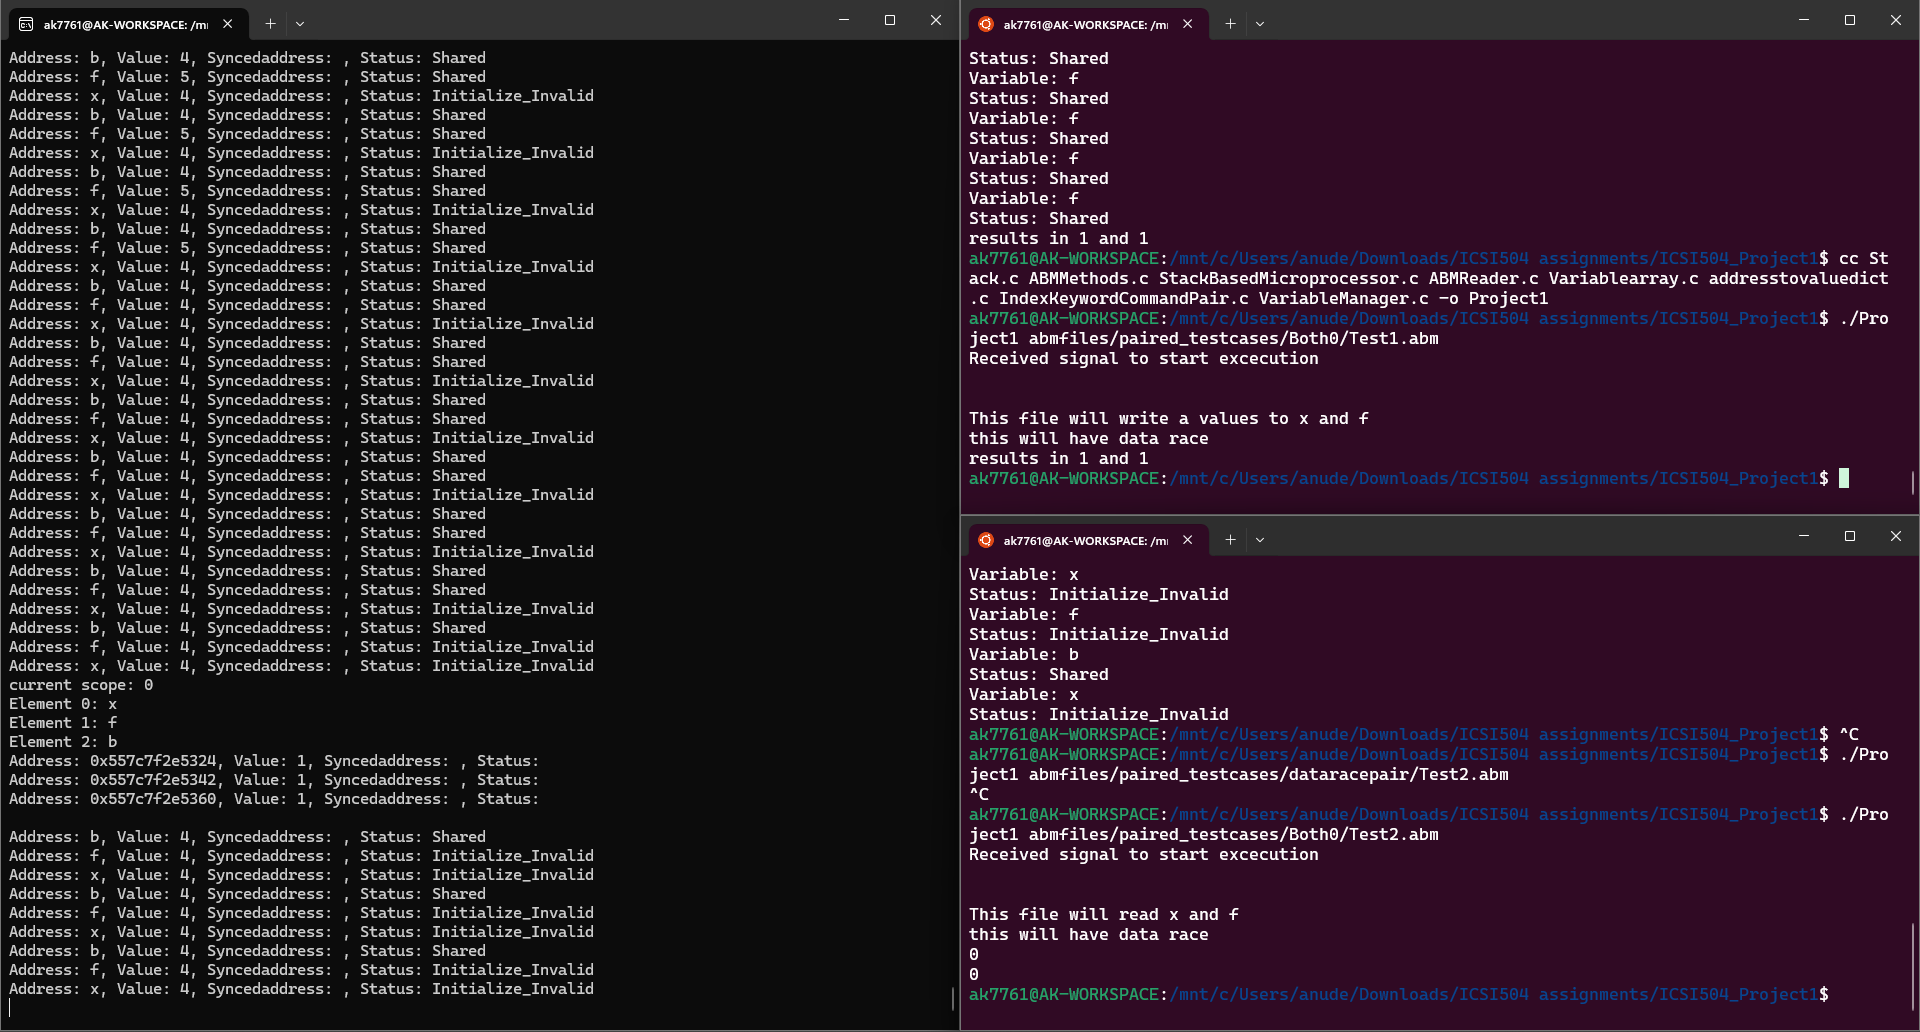 ak7761@AK-WORKSPACE: /m
Address: b, Value: 4, Syncedaddress: , Status: Shared
Address: f, Value: 5, Syncedaddress: , Status: Shared
Address: x, Value: 4, Syncedaddress: , Status: Initialize_Invalid
Address: b, Value: 4, Syncedaddress: , Status: Shared
Address: f, Value: 5, Syncedaddress: , Status: Shared
Address: x, Value: 4, Syncedaddress: , Status: Initialize_Invalid
Address: b, Value: 4, Syncedaddress: , Status: Shared
Address: f, Value: 5, Syncedaddress: , Status: Shared
Address: x, Value: 4, Syncedaddress: , Status: Initialize_Invalid
Address: b, Value: 4, Syncedaddress: , Status: Shared
Address: f, Value: 5, Syncedaddress: , Status: Shared
Address: x, Value: 4, Syncedaddress: , Status: Initialize_Invalid
Address: b, Value: 4, Syncedaddress: , Status: Shared
Address: f, Value: 4, Syncedaddress: , Status: Shared
Address: x, Value: 4, Syncedaddress: , Status: Initialize_Invalid
Address: b, Value: 4, Syncedaddress: , Status: Shared
Address: f, Value: 4, Syncedaddress: , Status: Shared
Address: x, Value: 4, Syncedaddress: , Status: Initialize_Invalid
Address: b, Value: 4, Syncedaddress: , Status: Shared
Address: f, Value: 4, Syncedaddress: , Status: Shared
Address: x, Value: 4, Syncedaddress: , Status: Initialize_Invalid
Address: b, Value: 4, Syncedaddress: , Status: Shared
Address: f, Value: 4, Syncedaddress: , Status: Shared
Address: x, Value: 4, Syncedaddress: , Status: Initialize_Invalid
Address: b, Value: 4, Syncedaddress: , Status: Shared
Address: f, Value: 4, Syncedaddress: , Status: Shared
Address: x, Value: 4, Syncedaddress: , Status: Initialize_Invalid
Address: b, Value: 4, Syncedaddress: , Status: Shared
Address: f, Value: 4, Syncedaddress: , Status: Shared
Address: x, Value: 4, Syncedaddress: , Status: Initialize_Invalid
Address: b, Value: 4, Syncedaddress: , Status: Shared
Address: f, Value: 4, Syncedaddress: , Status: Initialize_Invalid
Address: x, Value: 4, Syncedaddress: , Status: Initialize_Invalid
current scope: 0
Element 0: x
Element 1: f
Element 2: b
Address: 0x557c7f2e5324, Value: 1, Syncedaddress: , Status:
Address: 0x557c7f2e5342, Value: 1, Syncedaddress: , Status:
Address: 0x557c7f2e5360, Value: 1, Syncedaddress: , Status:
Address: b, Value: 4, Syncedaddress: , Status: Shared
Address: f, Value: 4, Syncedaddress: , Status: Initialize_Invalid
Address: x, Value: 4, Syncedaddress: , Status: Initialize_Invalid
Address: b, Value: 4, Syncedaddress: , Status: Shared
Address: f, Value: 4, Syncedaddress: , Status: Initialize_Invalid
Address: x, Value: 4, Syncedaddress: , Status: Initialize_Invalid
Address: b, Value: 4, Syncedaddress: , Status: Shared
Address: f, Value: 4, Syncedaddress: , Status: Initialize_Invalid
Address: x, Value: 4, Syncedaddress: , Status: Initialize_Invalid
ak7761@AK-WORKSPACE: /m
Status: Shared
Variable: f
Status: Shared
Variable: f
Status: Shared
Variable: f
Status: Shared
Variable: f
Status: Shared
results in 1 and 1
ak7761@AK-WORKSPACE:/mnt/c/Users/anude/Downloads/ICSI504 assignments/ICSI504_Project1$ cc St
ack.c ABMMethods.c StackBasedMicroprocessor.c ABMReader.c Variablearray.c addresstovaluedict
.c IndexKeywordCommandPair.c VariableManager.c -o Project1
ak7761@AK-WORKSPACE:/mnt/c/Users/anude/Downloads/ICSI504 assignments/ICSI504_Project1$ ./Pro
ject1 abmfiles/paired_testcases/Both0/Test1.abm
Received signal to start excecution
This file will write a values to x and f
this will have data race
results in 1 and 1
ak7761@AK-WORKSPACE:/mnt/c/Users/anude/Downloads/ICSI504 assignments/ICSI504_Project1$
ak7761@AK-WORKSPACE: /m
Variable: x
Status: Initialize_Invalid
Variable: f
Status: Initialize_Invalid
Variable: b
Status: Shared
Variable: x
Status: Initialize_Invalid
ak7761@AK-WORKSPACE:/mnt/c/Users/anude/Downloads/ICSI504 assignments/ICSI504_Project1$ ^C
ak7761@AK-WORKSPACE:/mnt/c/Users/anude/Downloads/ICSI504 assignments/ICSI504_Project1$ ./Pro
ject1 abmfiles/paired_testcases/dataracepair/Test2.abm
^C
ak7761@AK-WORKSPACE:/mnt/c/Users/anude/Downloads/ICSI504 assignments/ICSI504_Project1$ ./Pro
ject1 abmfiles/paired_testcases/Both0/Test2.abm
Received signal to start excecution
This file will read x and f
this will have data race
0
0
ak7761@AK-WORKSPACE:/mnt/c/Users/anude/Downloads/ICSI504 assignments/ICSI504_Project1$